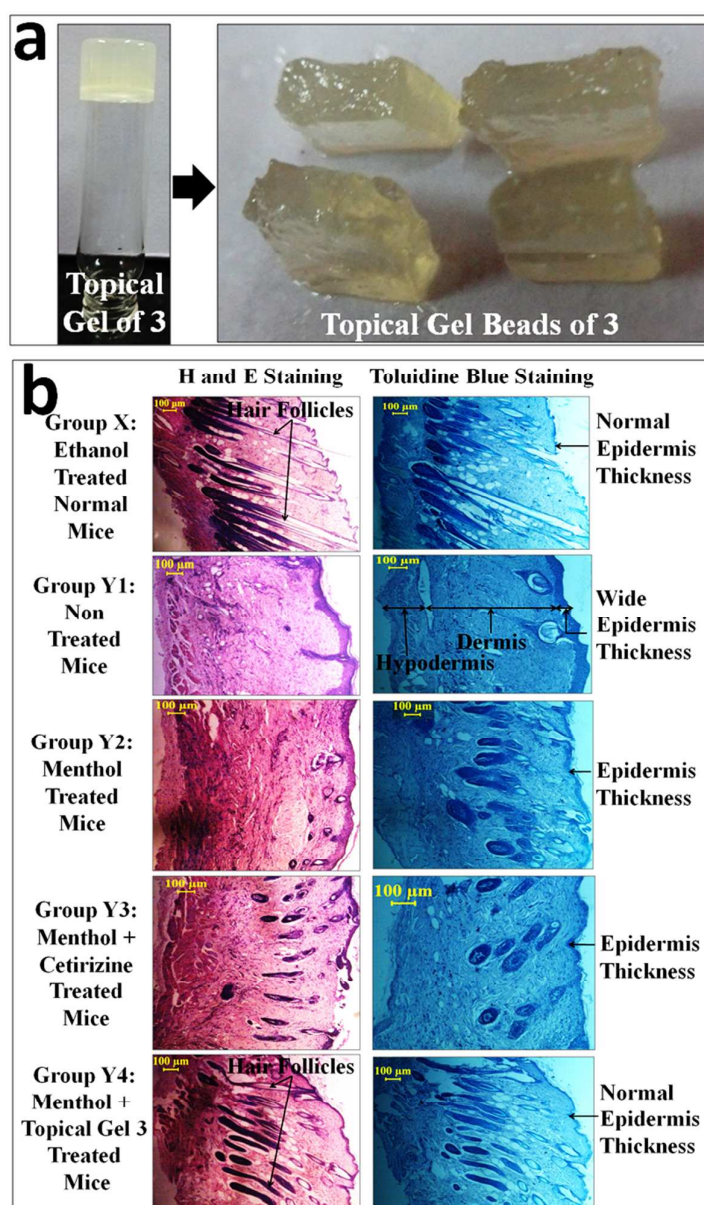 a
Topical
Gel of 3
Topical Gel Beads of 3
b
H and E Staining
Toluidine Blue Staining
Group X:
Ethanol
Treated
Normal
Mice
100 µm
Hair Follicles
100 µm
Normal
Epidermis
Thickness
Group Y1:
Non
Treated
Mice
100 µm
100 µm
Dermis
Hypodermis
Wide
Epidermis
Thickness
Group Y2:
Menthol
Treated
Mice
100 µm
100 µm
Epidermis
Thickness
Group Y3:
Menthol +
Cetirizine
Treated
Mice
100 µm
100 µm
Epidermis
Thickness
Group Y4:
Menthol +
Topical Gel 3
Treated
Mice
100 µm
Hair Follicles
100 µm
Normal
Epidermis
Thickness